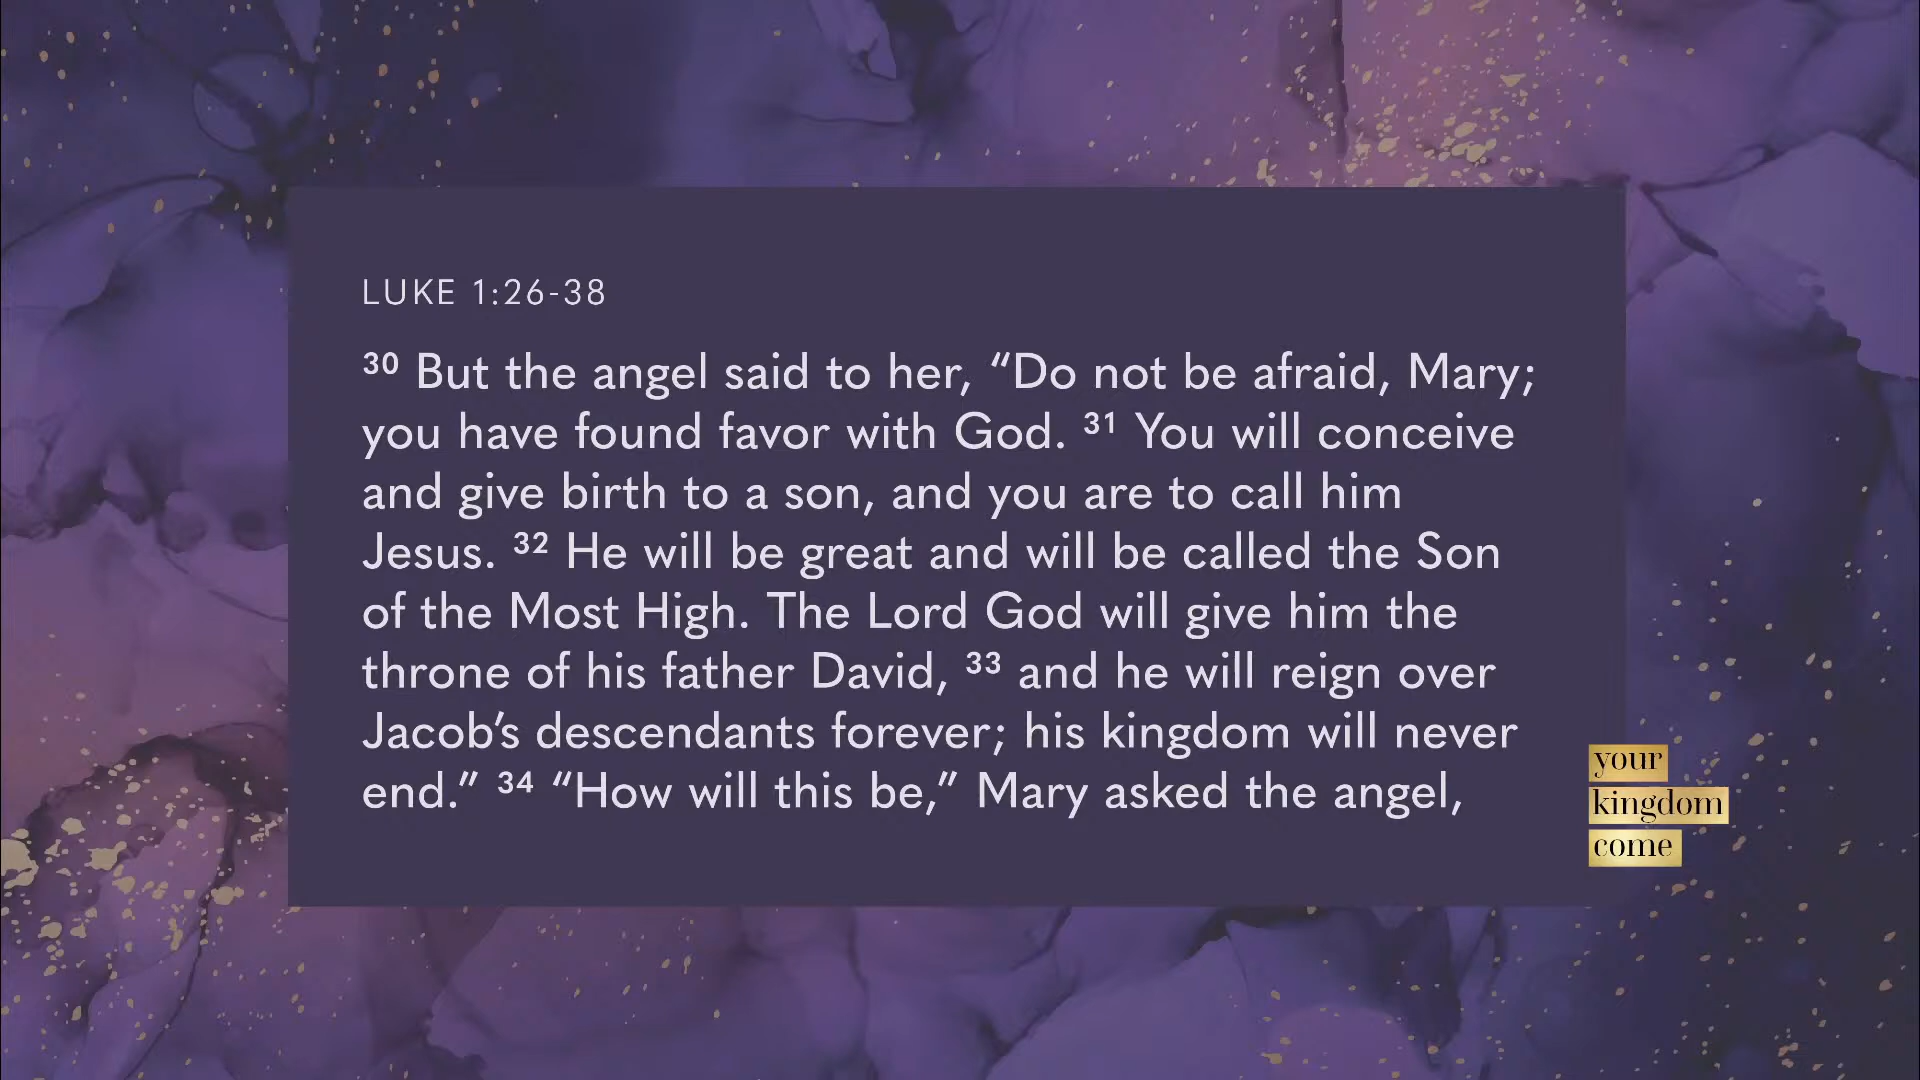 LUKE 1:26-38
³⁰ But the angel said to her, “Do not be afraid, Mary;
you have found favor with God. ³¹ You will conceive
and give birth to a son, and you are to call him
Jesus. ³² He will be great and will be called the Son
of the Most High. The Lord God will give him the
throne of his father David, ³³ and he will reign over
Jacob’s descendants forever; his kingdom will never
end.” ³⁴ “How will this be,” Mary asked the angel,
your
kingdom
come